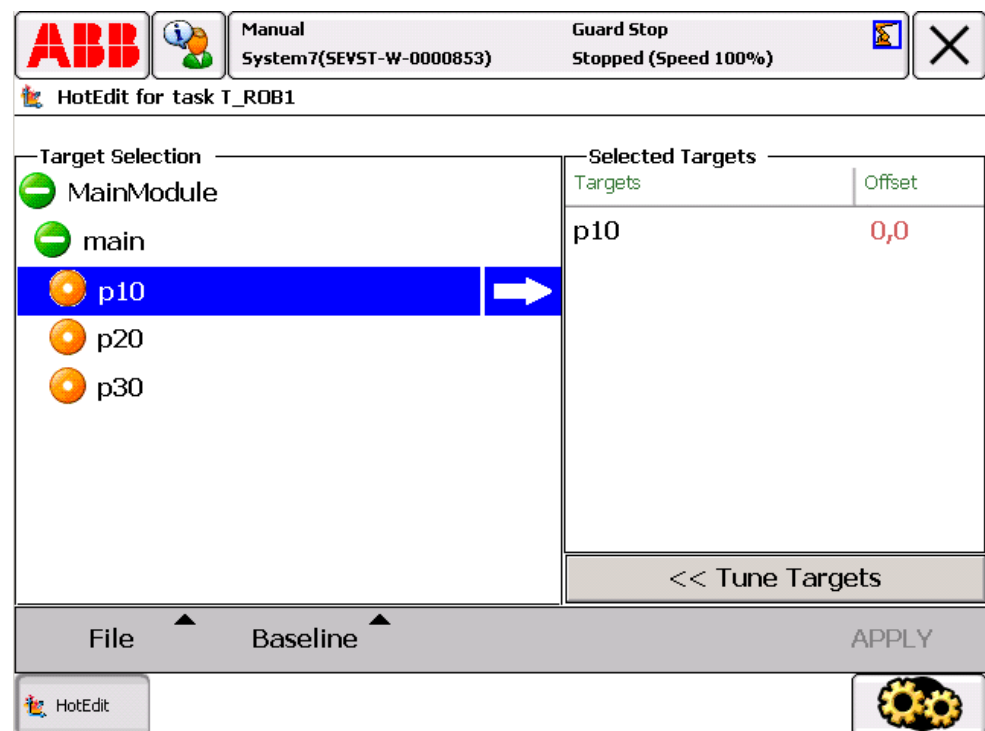 ABB
Manual
System7(SEVST-W-0000853)
Guard Stop
Stopped (Speed 100%)
HotEdit for task T_ROB1
Target Selection
MainModule
main
p10
p20
p30
Selected Targets
Targets Offset
p10 0,0
<< Tune Targets
File Baseline APPLY
HotEdit